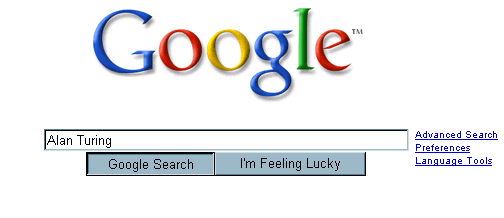 Google™
Alan Turing
Advanced Search
Preferences
Language Tools
Google Search
I'm Feeling Lucky